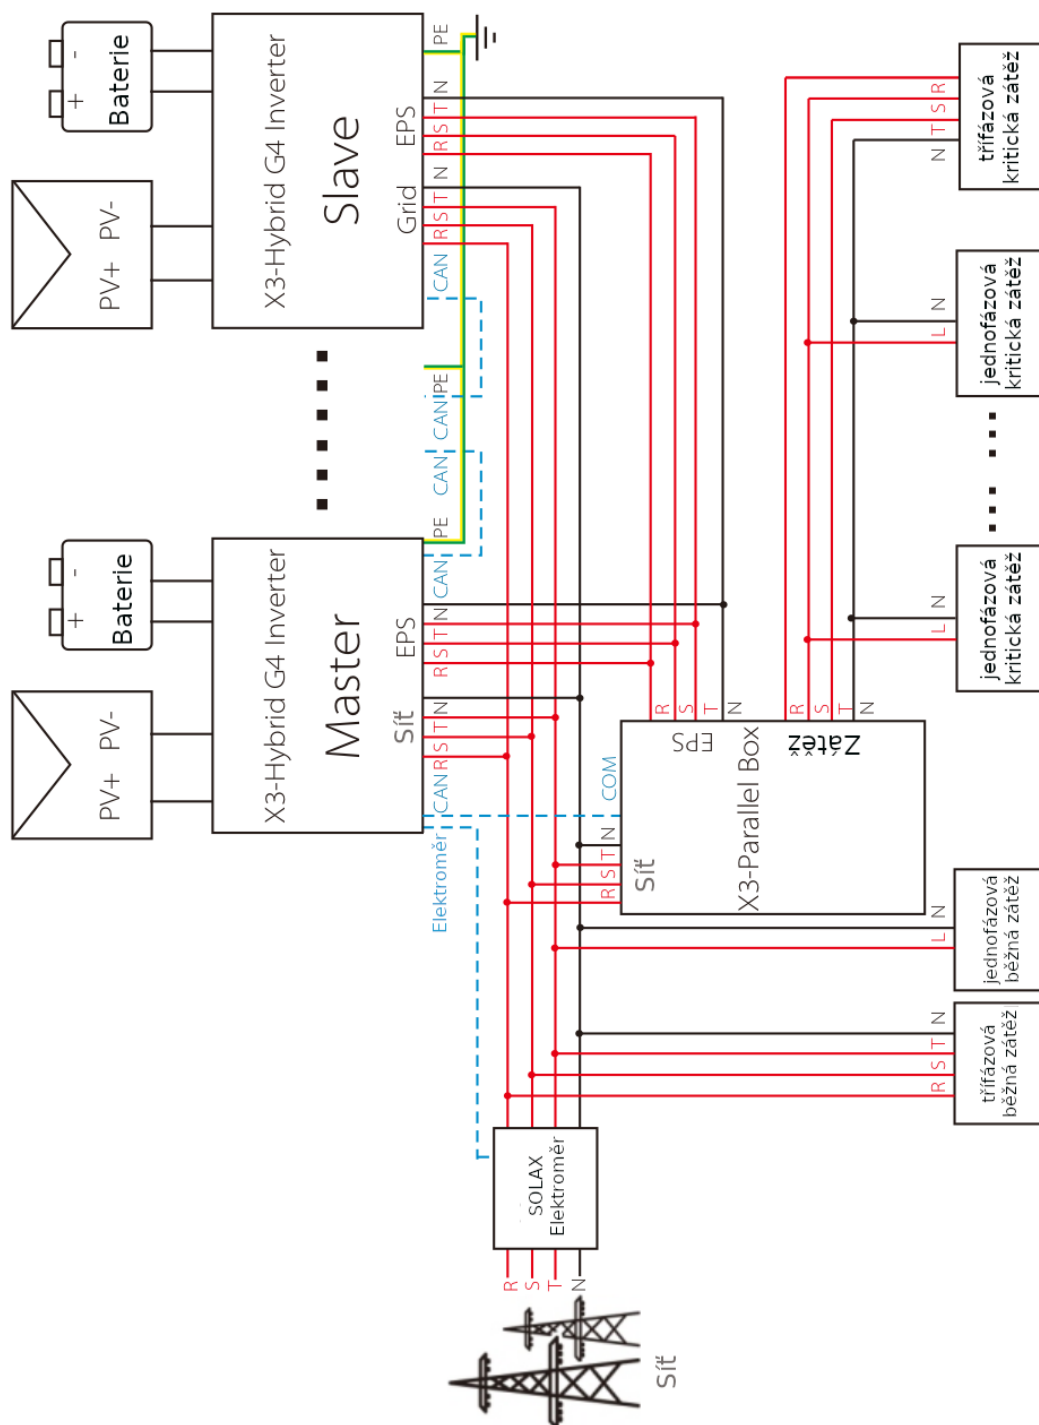 PV+ PV-
+ -
Baterie
PV+ PV-
+ -
Baterie
X3-Hybrid G4 Inverter
Master
X3-Hybrid G4 Inverter
Slave
Síť
EPS
Grid
EPS
Elektroměr
CAN
R S T N
R S T N
CAN
PE
CAN
CAN
PE
CAN
R S T N
R S T N
PE
SOLAX
Elektroměr
R
S
T
N
Síť
COM
Síť
R S T N
X3-Parallel Box
EPS
R
S
T
N
Zátěž
R
S
T
N
R S T N
třífázová
běžná zátěž
L N
jednofázová
běžná zátěž
L N
jednofázová
kritická zátěž
L N
jednofázová
kritická zátěž
N T S R
třífázová
kritická zátěž